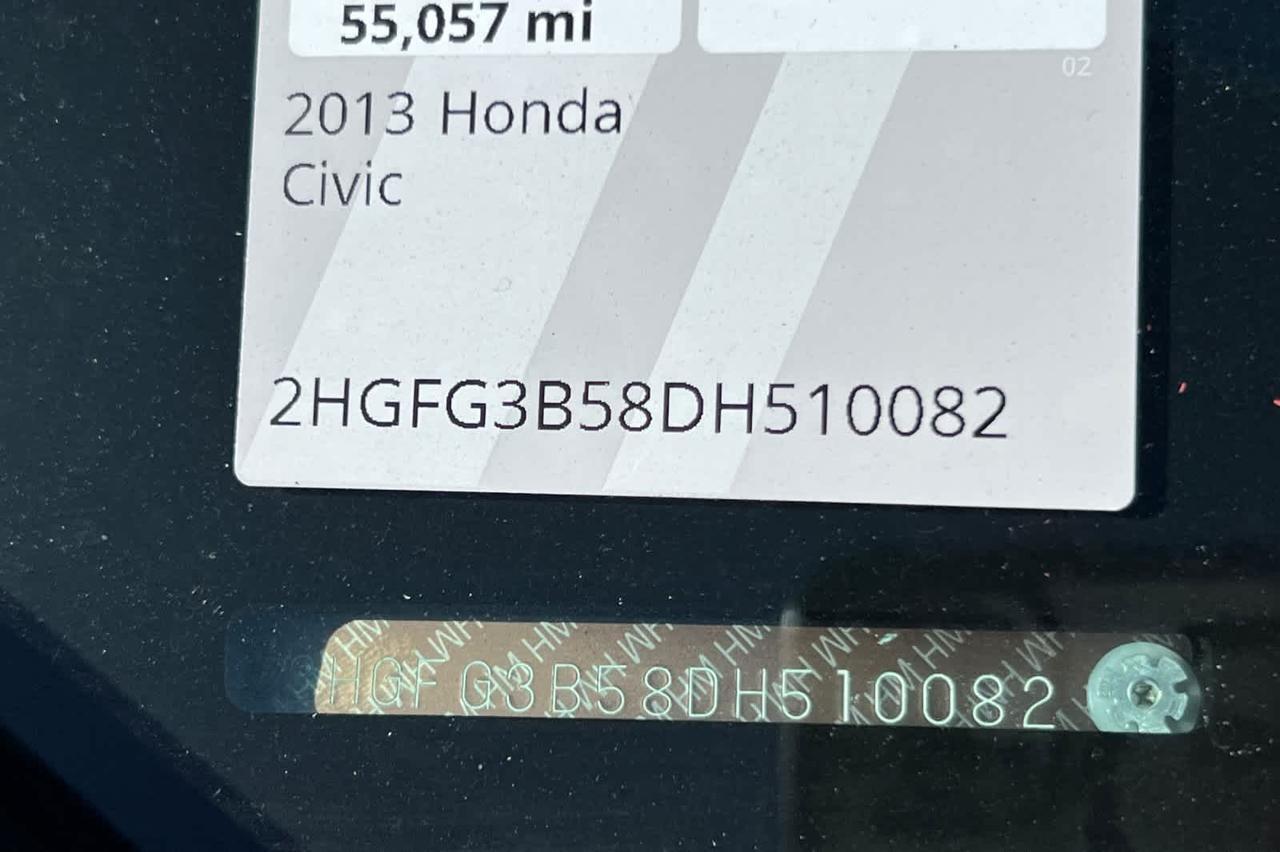 55,057 mi
02
2013 Honda
Civic
2HGFG3B58DH510082
HGFG3B58DH510082